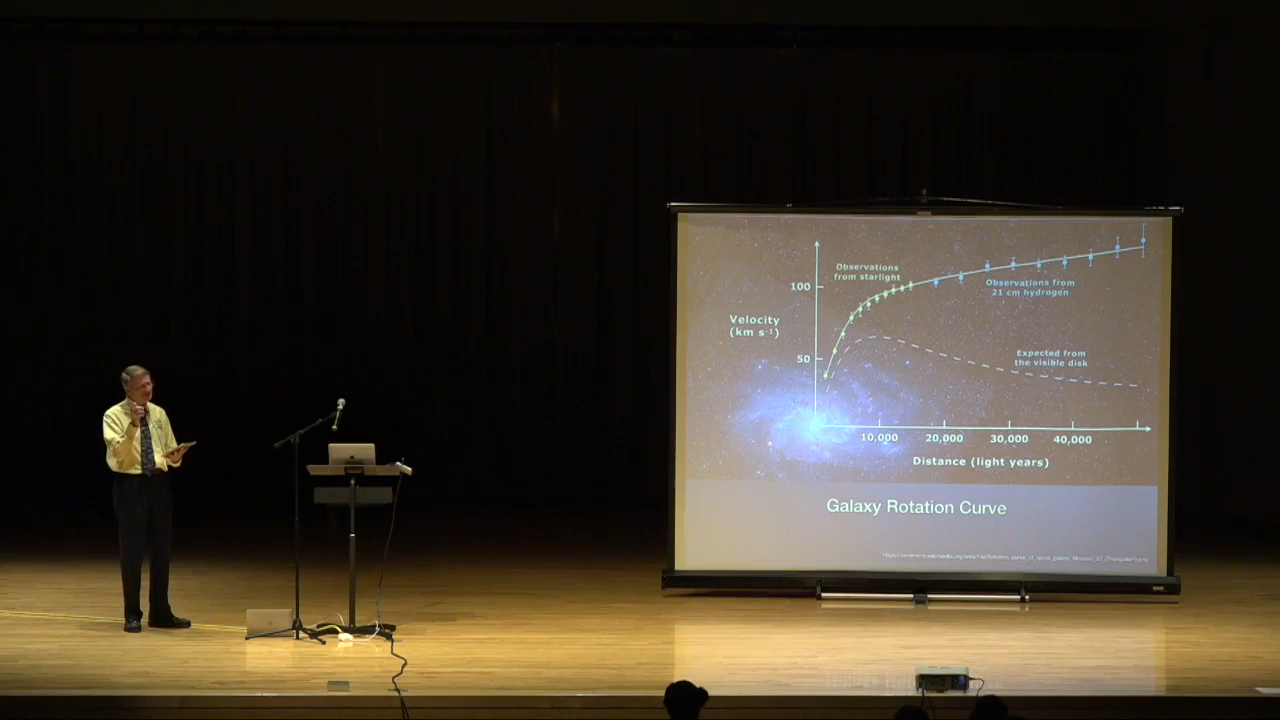 Observations
from starlight
100
Observations from
21 cm hydrogen
Velocity
(km s-1)
50
Expected from
the visible disk
10,000
20,000
30,000
40,000
Distance (light years)
Galaxy Rotation Curve